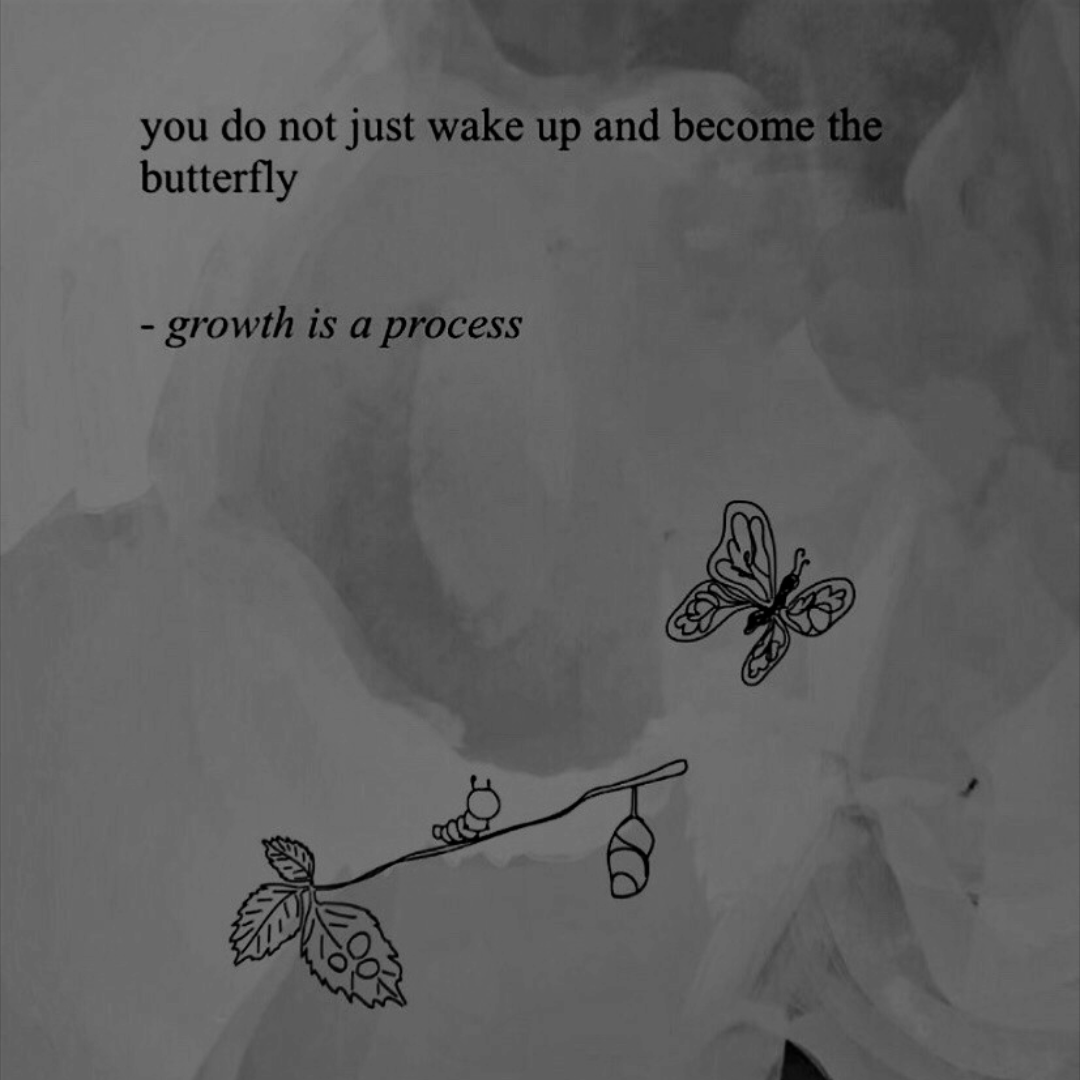 you do not just wake up and become the
butterfly
- growth is a process